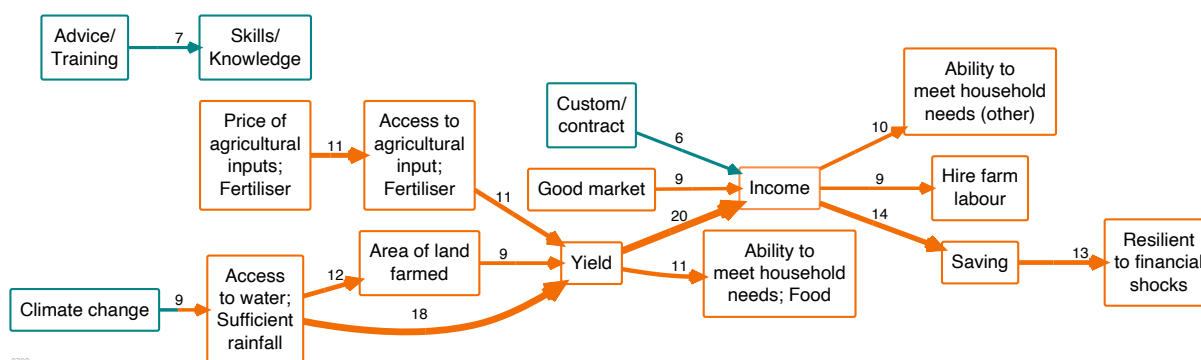 Advice/
Training
7
Skills/
Knowledge
Price of
agricultural
inputs;
Fertiliser
11
Access to
agricultural
input;
Fertiliser
11
Custom/
contract
6
Good market
9
Income
10
Ability to
meet household
needs (other)
9
Hire farm
labour
14
Saving
13
Resilient
to financial
shocks
20
Climate change
9
Access
to water;
Sufficient
rainfall
12
Area of land
farmed
9
18
Yield
11
Ability to
meet household
needs; Food